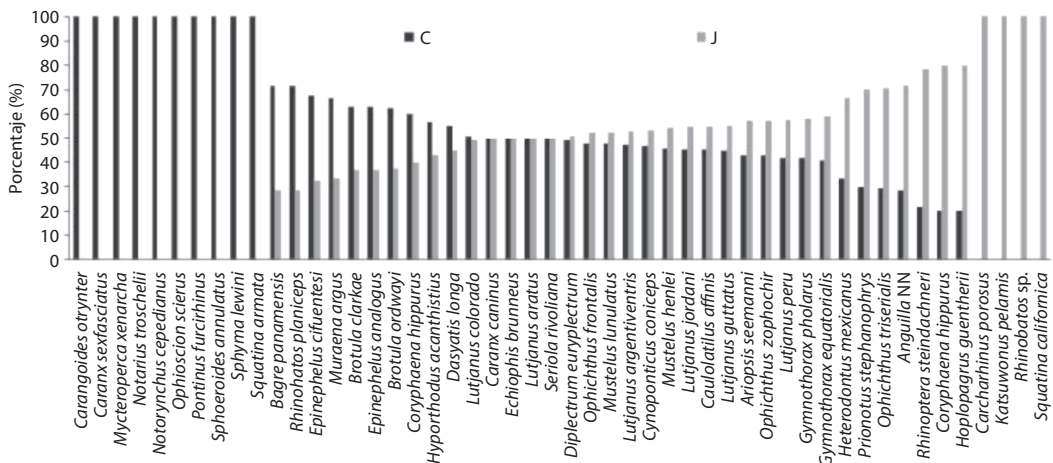 Porcentaje (%)
100
90
80
70
60
50
40
30
20
10
0
C
J
Carangoides otrynter
Caranx sexfasciatus
Mycteroperca xenarcha
Notarius troschelii
Notorynchus cepedianus
Ophioscion scierus
Pontinus furcirhinus
Sphoeroides annulatus
Sphyma lewini
Squatina armata
Bagre panamensis
Rhinobatos planiceps
Epinephelus cifuentesi
Muraena argus
Brotula clarkae
Epinephelus analogus
Brotula ordwayi
Coryphaena hippurus
Hyporthodus acanthistius
Dasyatis longa
Lutjanus colorado
Caranx caninus
Echiophis brunneus
Lutjanus aratus
Seriola rivoliana
Diplectrum euryplectrum
Ophichthus frontalis
Mustelus lunulatus
Lutjanus argentiventris
Cynoponticus coniceps
Mustelus henlei
Lutjanus jordani
Caulolatilus affinis
Lutjanus guttatus
Ariopsis seemanni
Ophichthus zophochir
Lutjanus peru
Gymnothorax phalarus
Gymnothorax equatorialis
Heterodontus mexicanus
Prionotus stephanophrys
Ophichthus triseridis
Anguilla NN
Rhinoptera steindachneri
Coryphaena hippurus
Hoplopagrus guentherii
Carcharhinus porosus
Katsuwonus pelamis
Rhinobatos sp.
Squatina californica